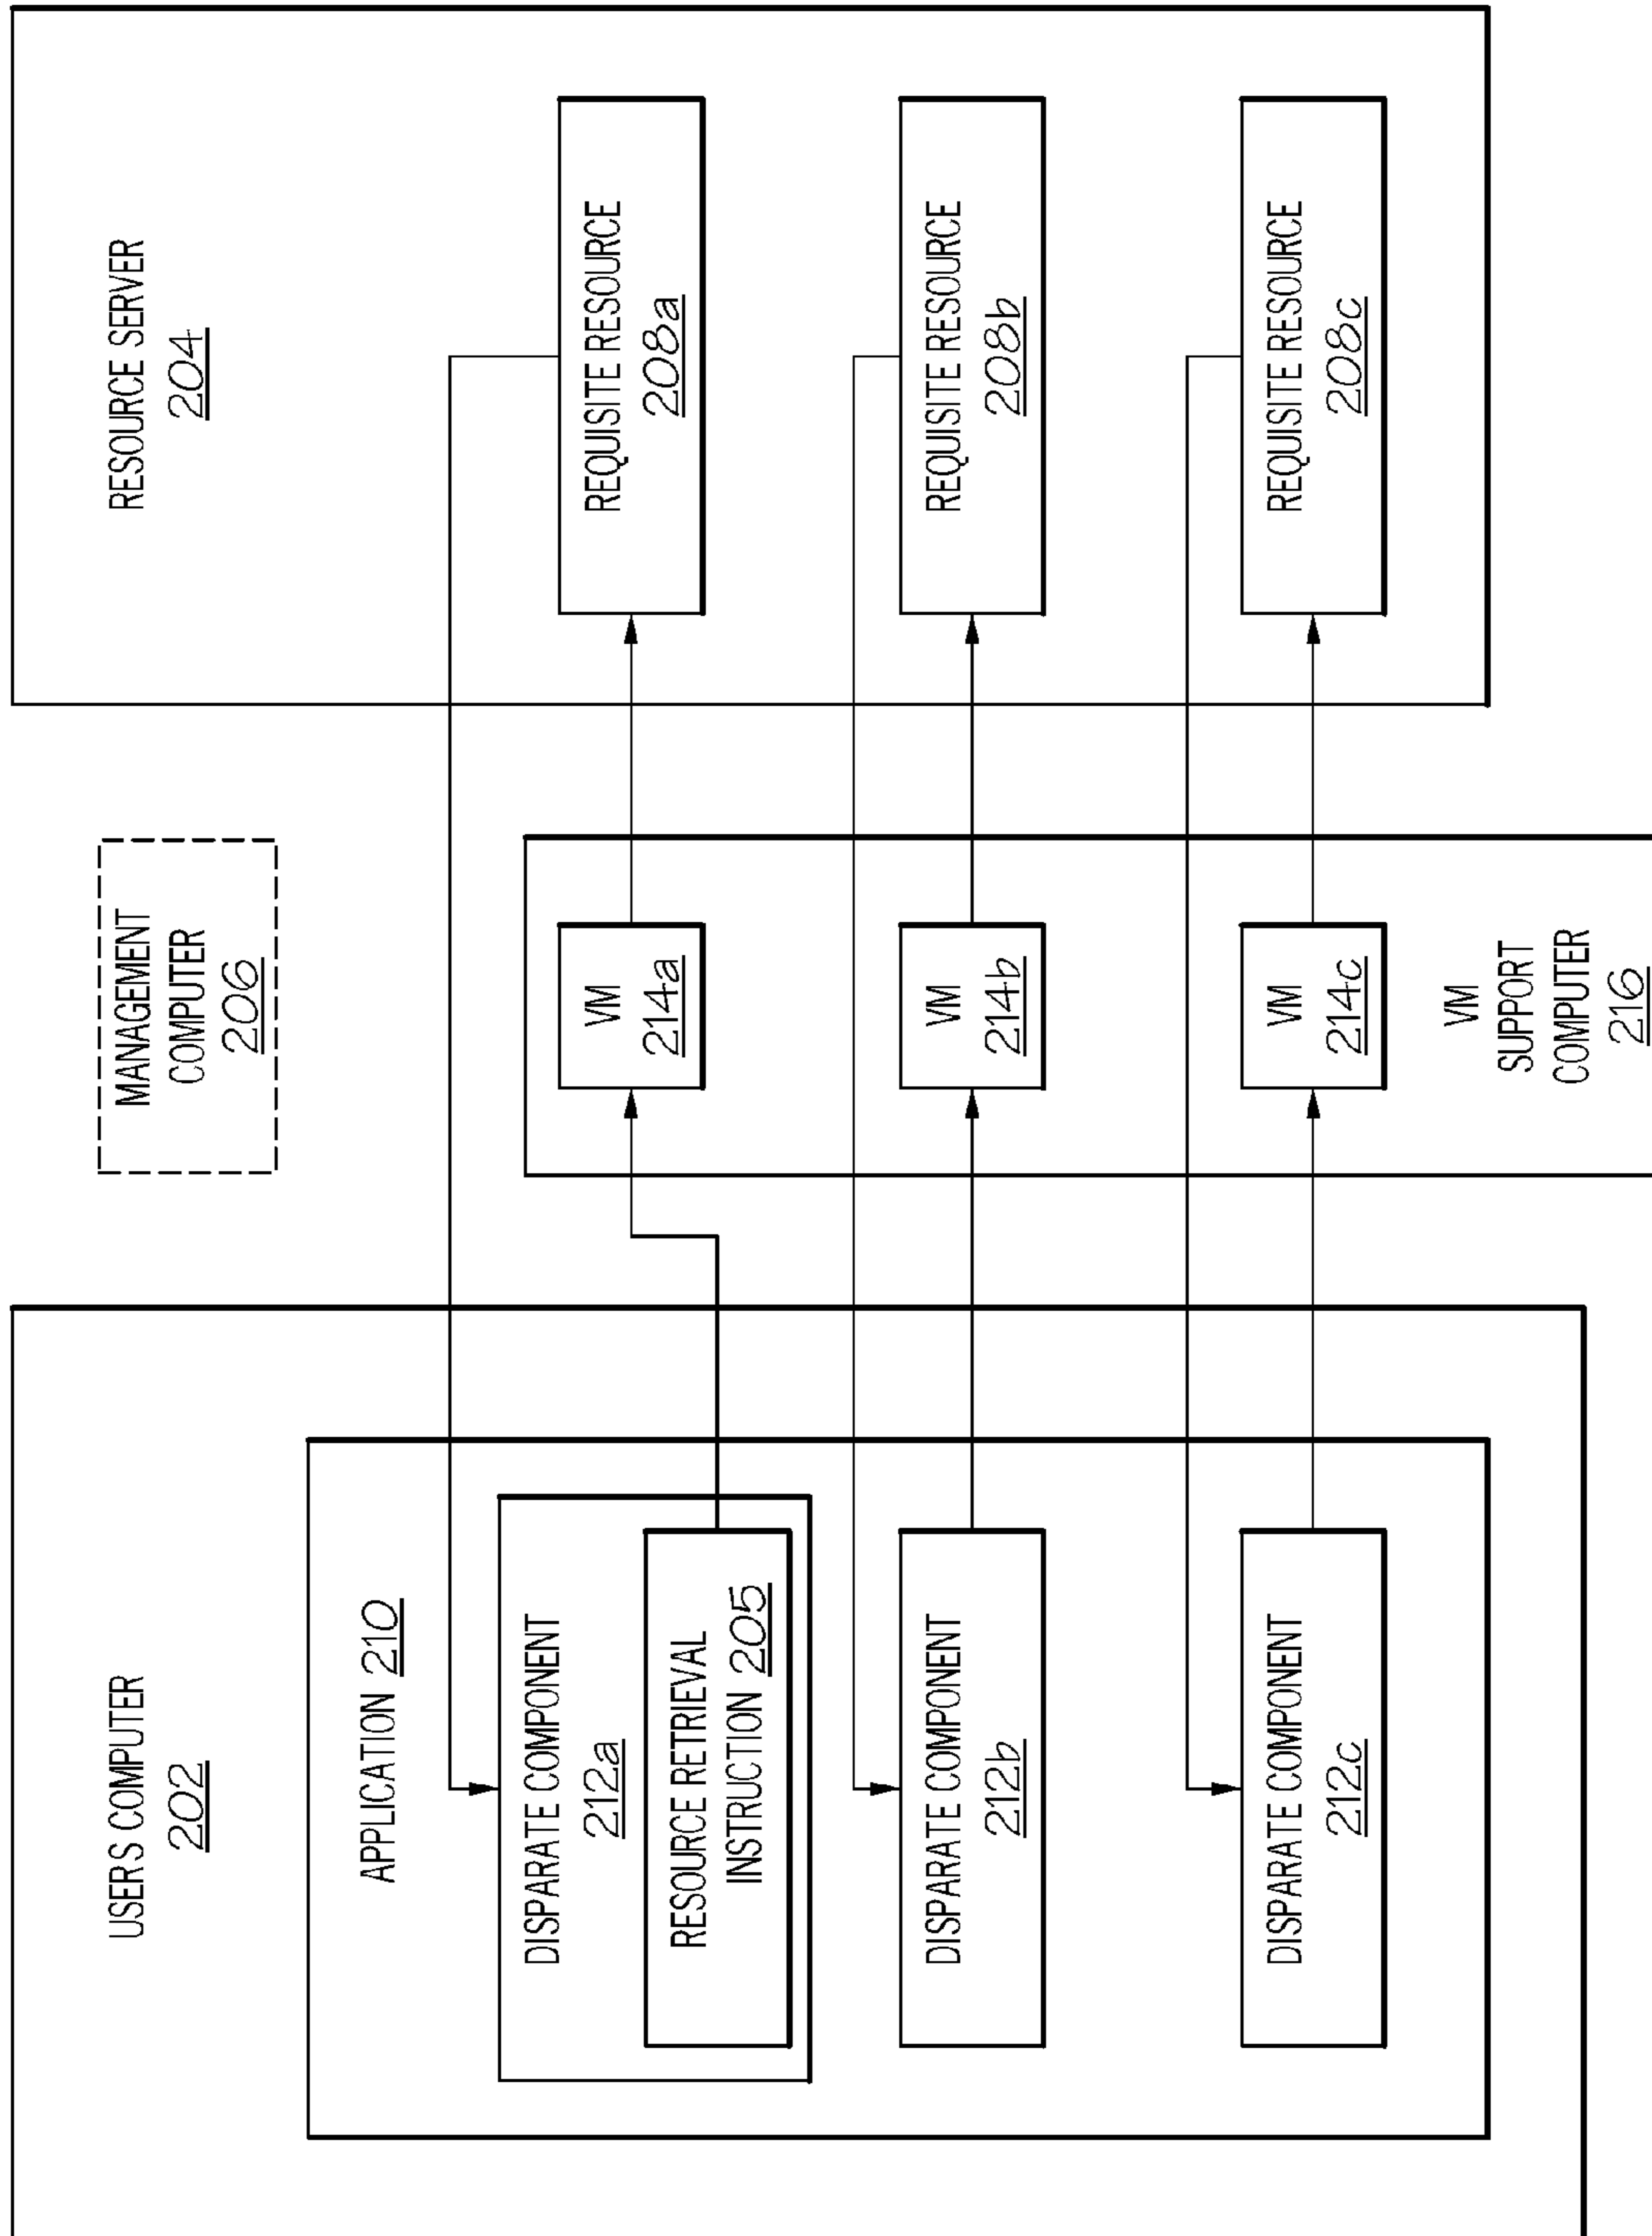 USERS COMPUTER
202
APPLICATION 210
DISPARATE COMPONENT
212a
RESOURCE RETRIEVAL
INSTRUCTION 205
DISPARATE COMPONENT
212b
DISPARATE COMPONENT
212c
MANAGEMENT
COMPUTER
206
VM
214a
VM
214b
VM
214c
VM
SUPPORT
COMPUTER
216
RESOURCE SERVER
204
REQUISITE RESOURCE
208a
REQUISITE RESOURCE
208b
REQUISITE RESOURCE
208c